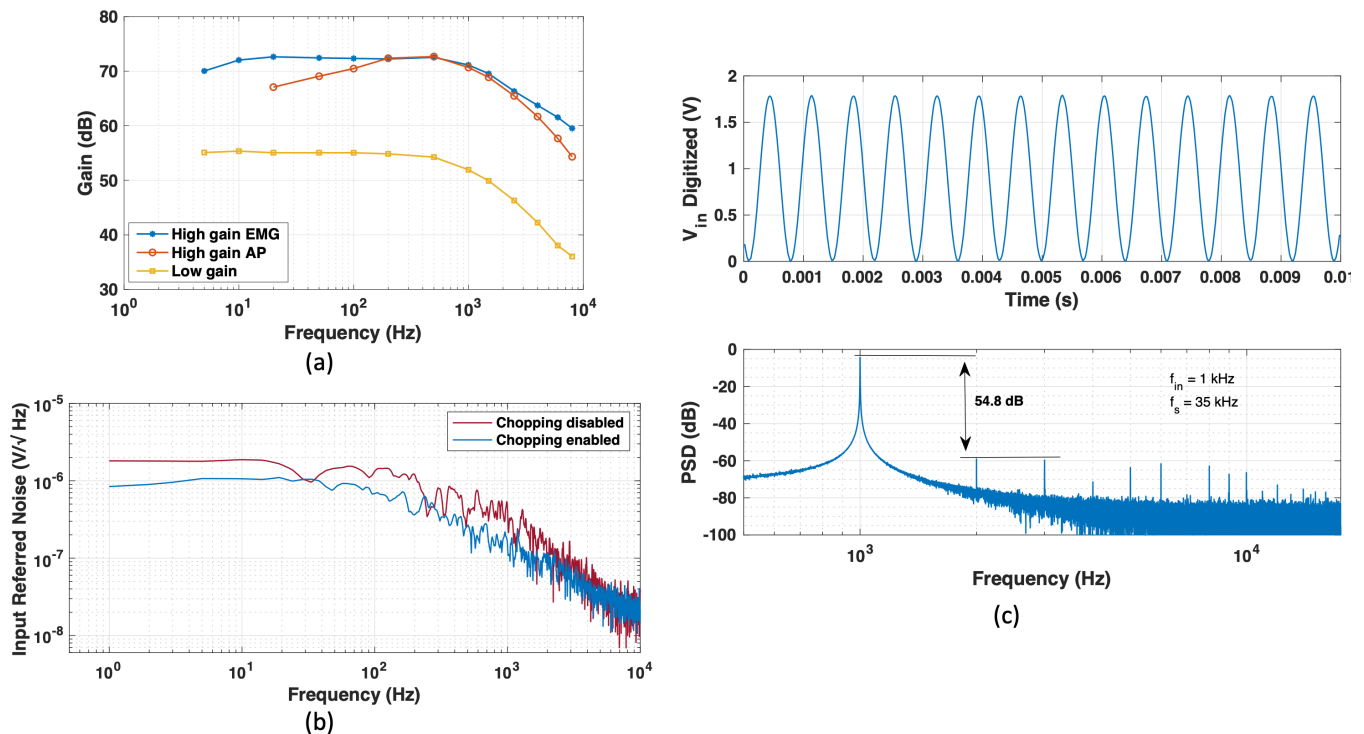 80
70
60
50
40
30
Gain (dB)
High gain EMG
High gain AP
Low gain
10^0 10^1 10^2 10^3 10^4
Frequency (Hz)
(a)
10^-5
10^-6
10^-7
10^-8
Input Referred Noise (V/√ Hz)
Chopping disabled
Chopping enabled
10^0 10^1 10^2 10^3 10^4
Frequency (Hz)
(b)
2
1.5
1
0.5
0
V_in Digitized (V)
0 0.001 0.002 0.003 0.004 0.005 0.006 0.007 0.008 0.009 0.01
Time (s)
0
-20
-40
-60
-80
-100
PSD (dB)
54.8 dB
f_in = 1 kHz
f_s = 35 kHz
10^3 10^4
Frequency (Hz)
(c)